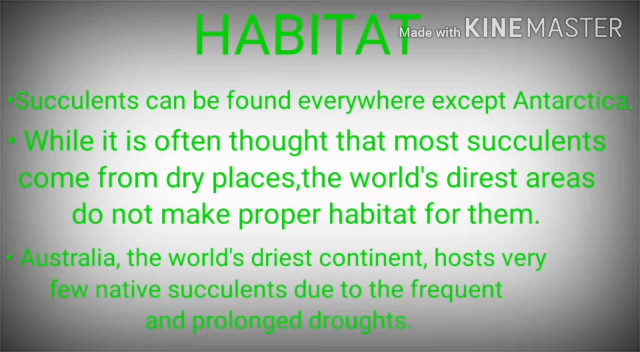 HABITAT
Made with KINEMASTER
•Succulents can be found everywhere except Antarctica.
• While it is often thought that most succulents
come from dry places,the world's direst areas
do not make proper habitat for them.
• Australia, the world's driest continent, hosts very
few native succulents due to the frequent
and prolonged droughts.